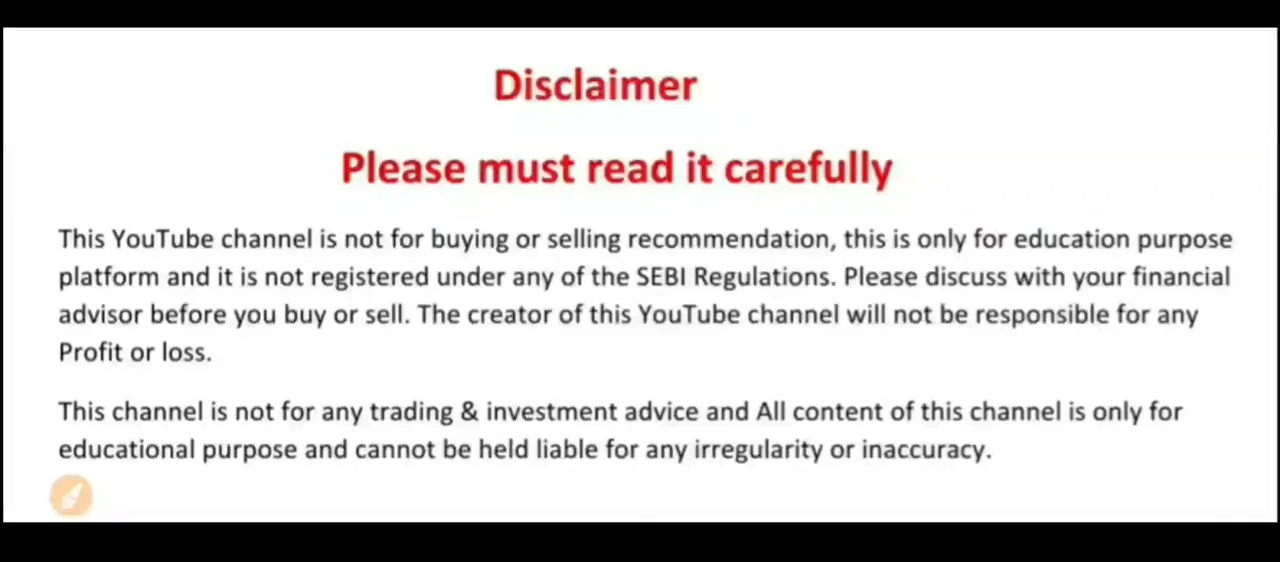 Disclaimer
Please must read it carefully
This YouTube channel is not for buying or selling recommendation, this is only for education purpose
platform and it is not registered under any of the SEBI Regulations. Please discuss with your financial
advisor before you buy or sell. The creator of this YouTube channel will not be responsible for any
Profit or loss.
This channel is not for any trading & investment advice and All content of this channel is only for
educational purpose and cannot be held liable for any irregularity or inaccuracy.